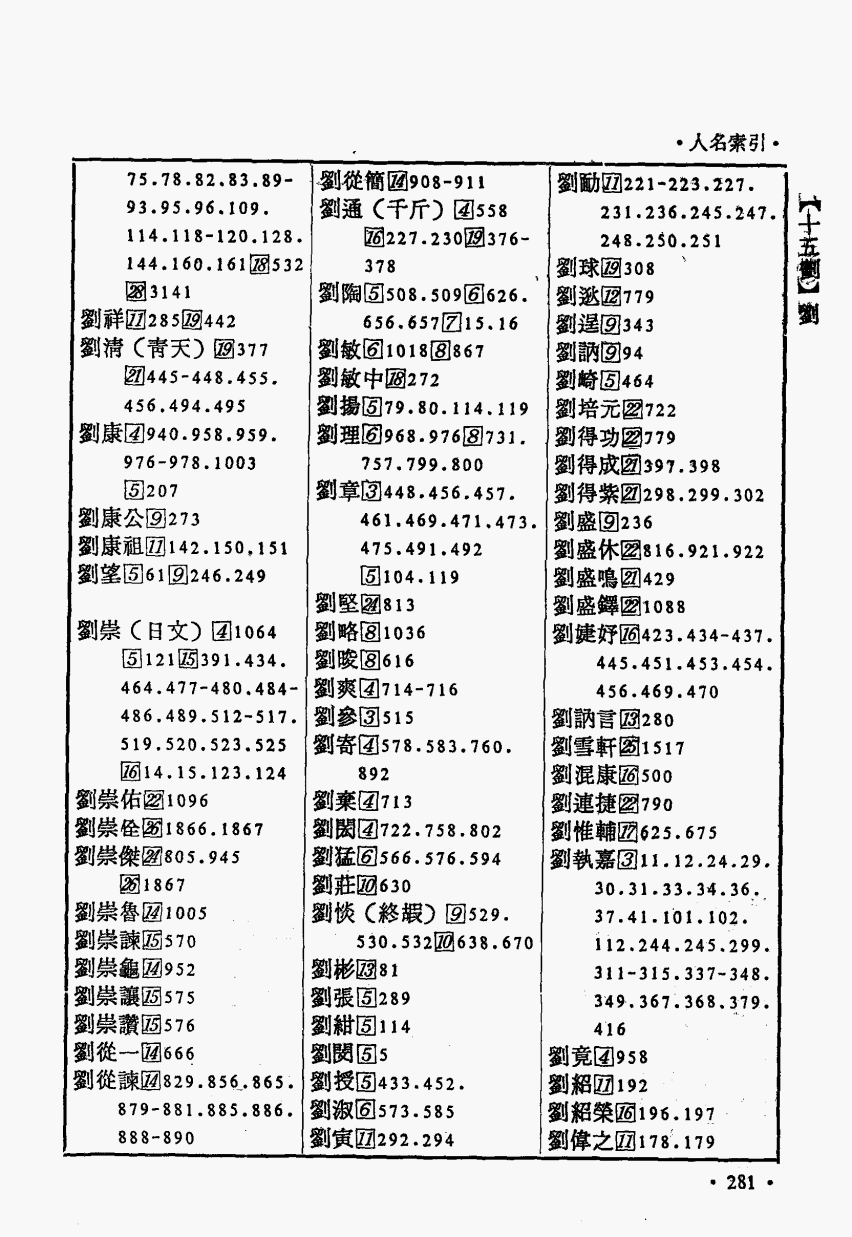 ·人名索引·
75.78.82.83.89-
93.95.96.109.
114.118-120.128.
144.160.161[18]532
[28]3141
劉祥[11]285[19]442
劉清（靑天）[19]377
[21]445-448.455.
456.494.495
劉康[4]940.958.959.
976-978.1003
[5]207
劉康公[9]273
劉康祖[11]142.150,151
劉望[5]61[9]246.249
劉崇（日文）[4]1064
[5]121[15]391.434.
464.477-480.484-
486.489.512-517.
519.520.523.525
[16]14.15.123.124
劉崇佑[22]1096
劉崇佺[26]1866.1867
劉崇傑[21]805.945
[26]1867
劉崇魯[14]1005
劉崇諫[15]570
劉崇龜[14]952
劉崇讓[15]575
劉崇讚[15]576
劉從一[14]666
劉從諫[14]829.856.865.
879-881.885.886.
888-890
劉從簡[14]908-911
劉通（千斤）[4]558
[16]227.230[19]376-
378
劉陶[5]508.509[6]626.
656.657[7]15.16
劉敏[6]1018[8]867
劉敏中[18]272
劉揚[5]79.80.114.119
劉理[6]968.976[8]731.
757.799.800
劉章[3]448.456.457.
461.469.471.473.
475.491.492
[5]104.119
劉堅[24]813
劉略[8]1036
劉晙[8]616
劉爽[4]714-716
劉參[3]515
劉寄[4]578.583.760.
892
劉棄[4]713
劉閎[4]722.758.802
劉猛[6]566.576.594
劉莊[10]630
劉惔（終嘏）[9]529.
530.532[10]638.670
劉彬[13]81
劉張[5]289
劉紺[5]114
劉閔[5]5
劉授[5]433.452.
劉淑[6]573.585
劉寅[11]292.294
劉勔[11]221-223.227.
231.236.245.247.
248.250.251
劉球[19]308
劉逖[12]779
劉逞[9]343
劉訥[9]94
劉崎[5]464
劉培元[22]722
劉得功[22]779
劉得成[21]397.398
劉得紫[21]298.299.302
劉盛[9]236
劉盛休[22]816.921.922
劉盛鳴[21]429
劉盛鐸[22]1088
劉婕妤[16]423.434-437.
445.451.453.454.
456.469.470
劉訥言[13]280
劉雪軒[25]1517
劉混康[16]500
劉連捷[22]790
劉惟輔[17]625.675
劉執嘉[3]11.12.24.29.
30.31.33.34.36.
37.41.101.102.
112.244.245.299.
311-315.337-348.
349.367.368.379.
416
劉竟[4]958
劉紹[11]192
劉紹榮[16]196.197
劉偉之[11]178.179
【十五劃】劉
·281·